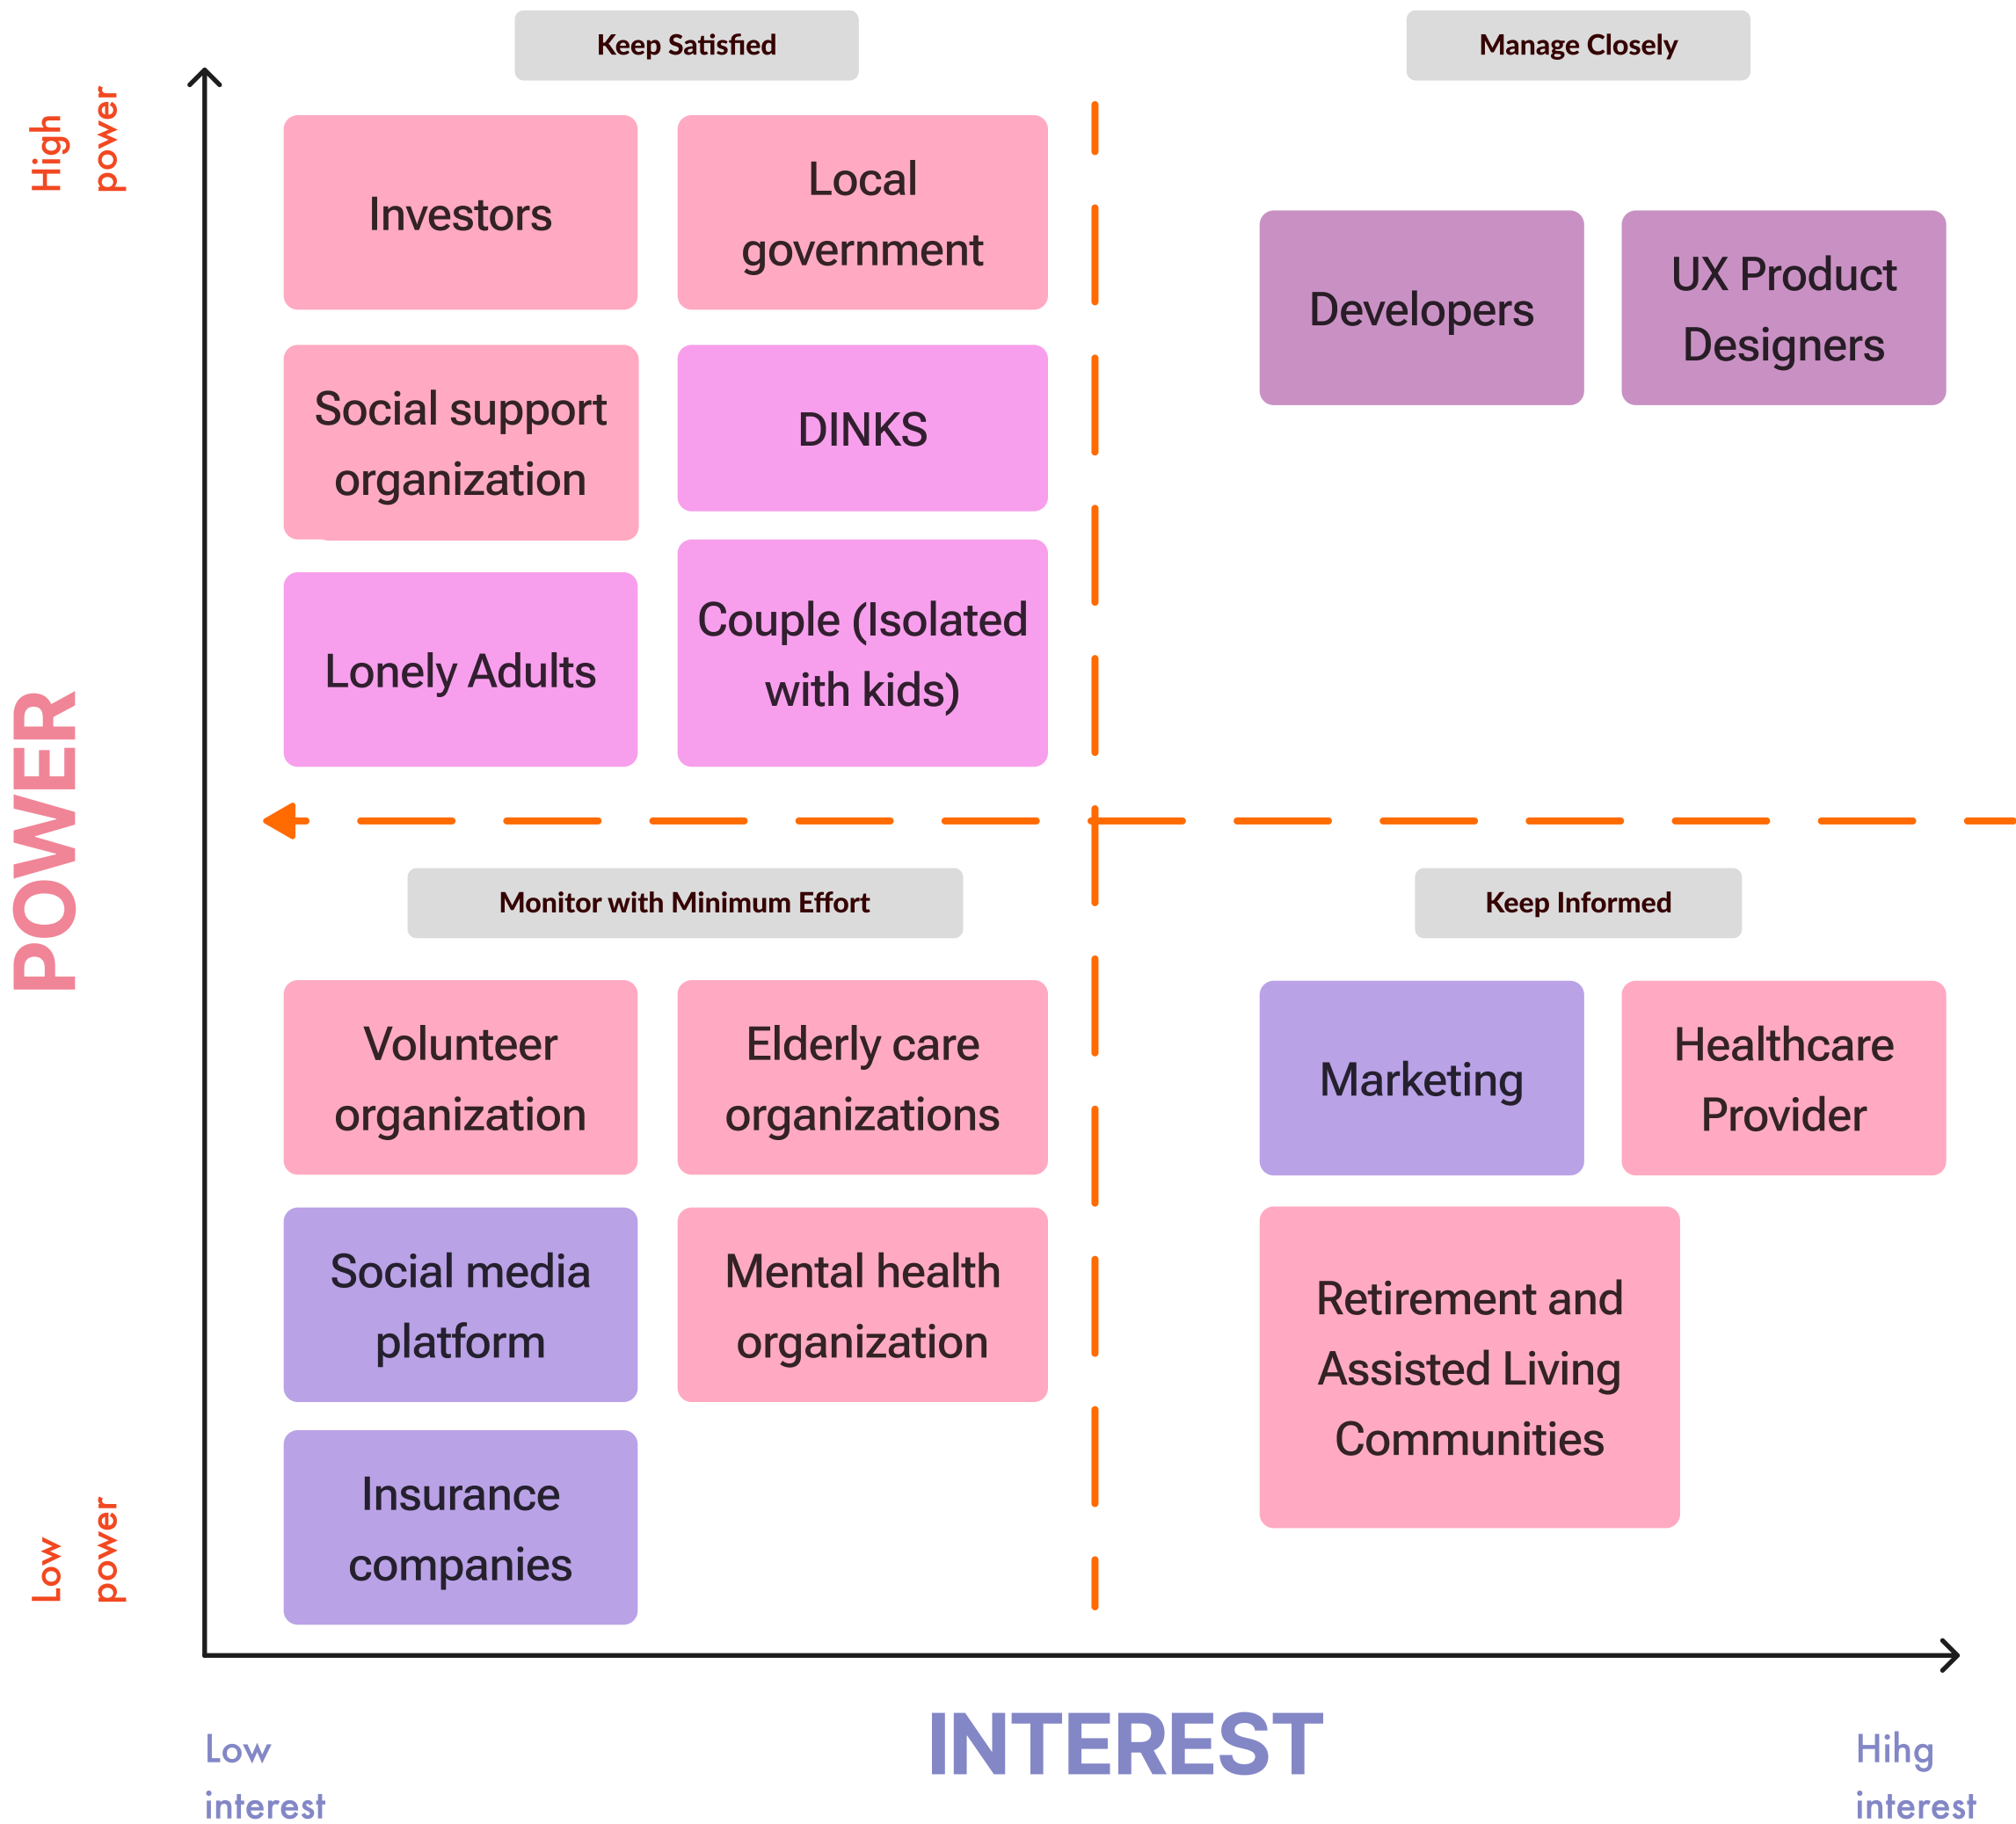 Keep Satisfied
Manage Closely
High
power
Investors
Local
government
Developers
UX Product
Designers
Social support
organization
DINKS
Lonely Adults
Couple (Isolated
with kids)
POWER
Monitor with Minimum Effort
Keep Informed
Volunteer
organization
Elderly care
organizations
Marketing
Healthcare
Provider
Social media
platform
Mental health
organization
Retirement and
Assisted Living
Communities
Insurance
companies
Low
power
Low
interest
INTEREST
Hihg
interest